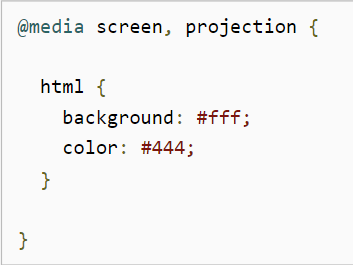 @media screen, projection {
html {
background: #fff;
color: #444;
}
}